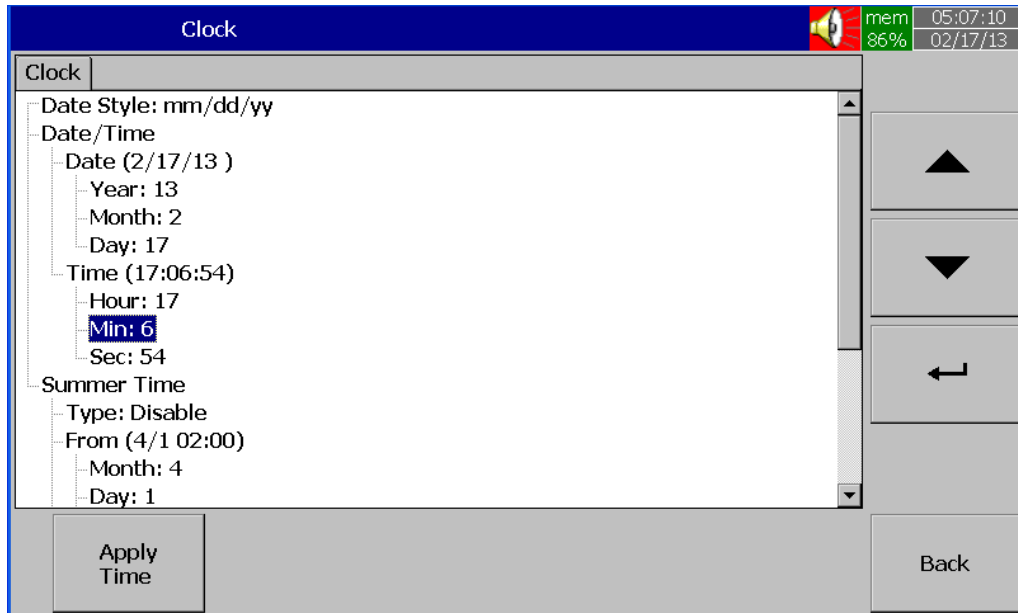 Clock
mem 05:07:10
86% 02/17/13
Clock
Date Style: mm/dd/yy
Date/Time
Date (2/17/13 )
Year: 13
Month: 2
Day: 17
Time (17:06:54)
Hour: 17
Min: 6
Sec: 54
Summer Time
Type: Disable
From (4/1 02:00)
Month: 4
Day: 1
Apply
Time
Back